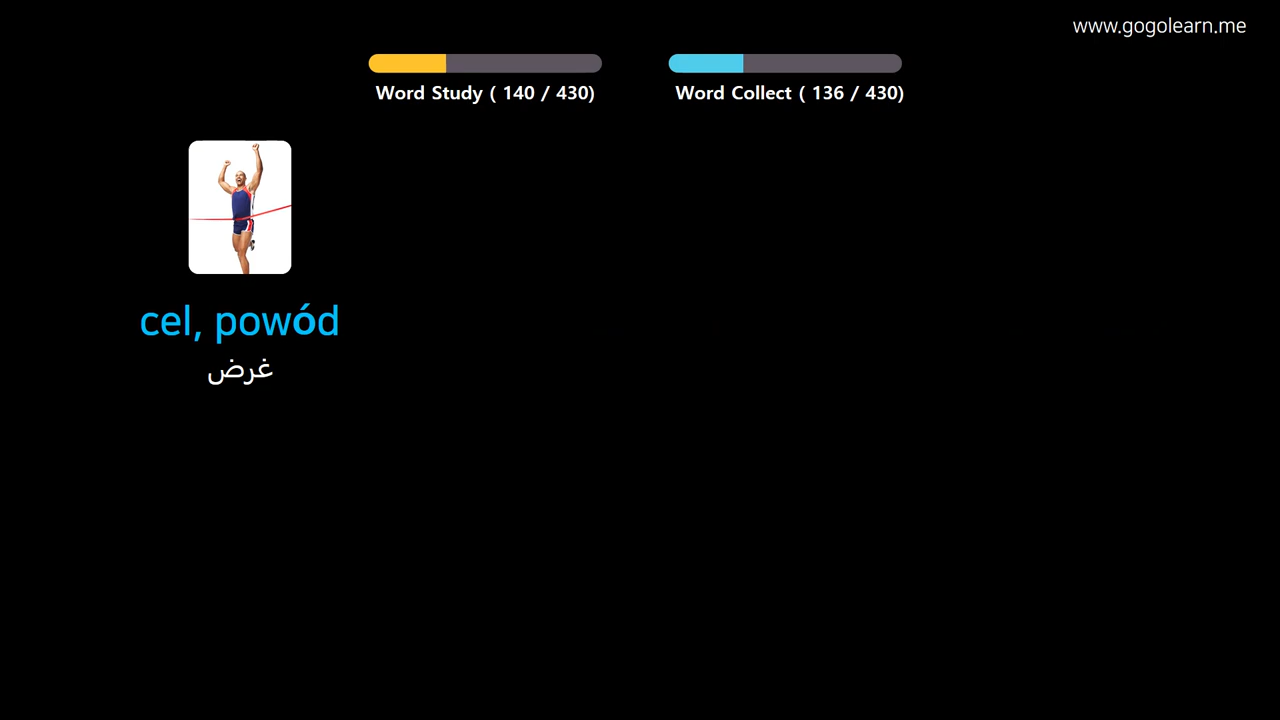 www.gogolearn.me
Word Study ( 140 / 430)
Word Collect ( 136 / 430)
cel, powód
غرض